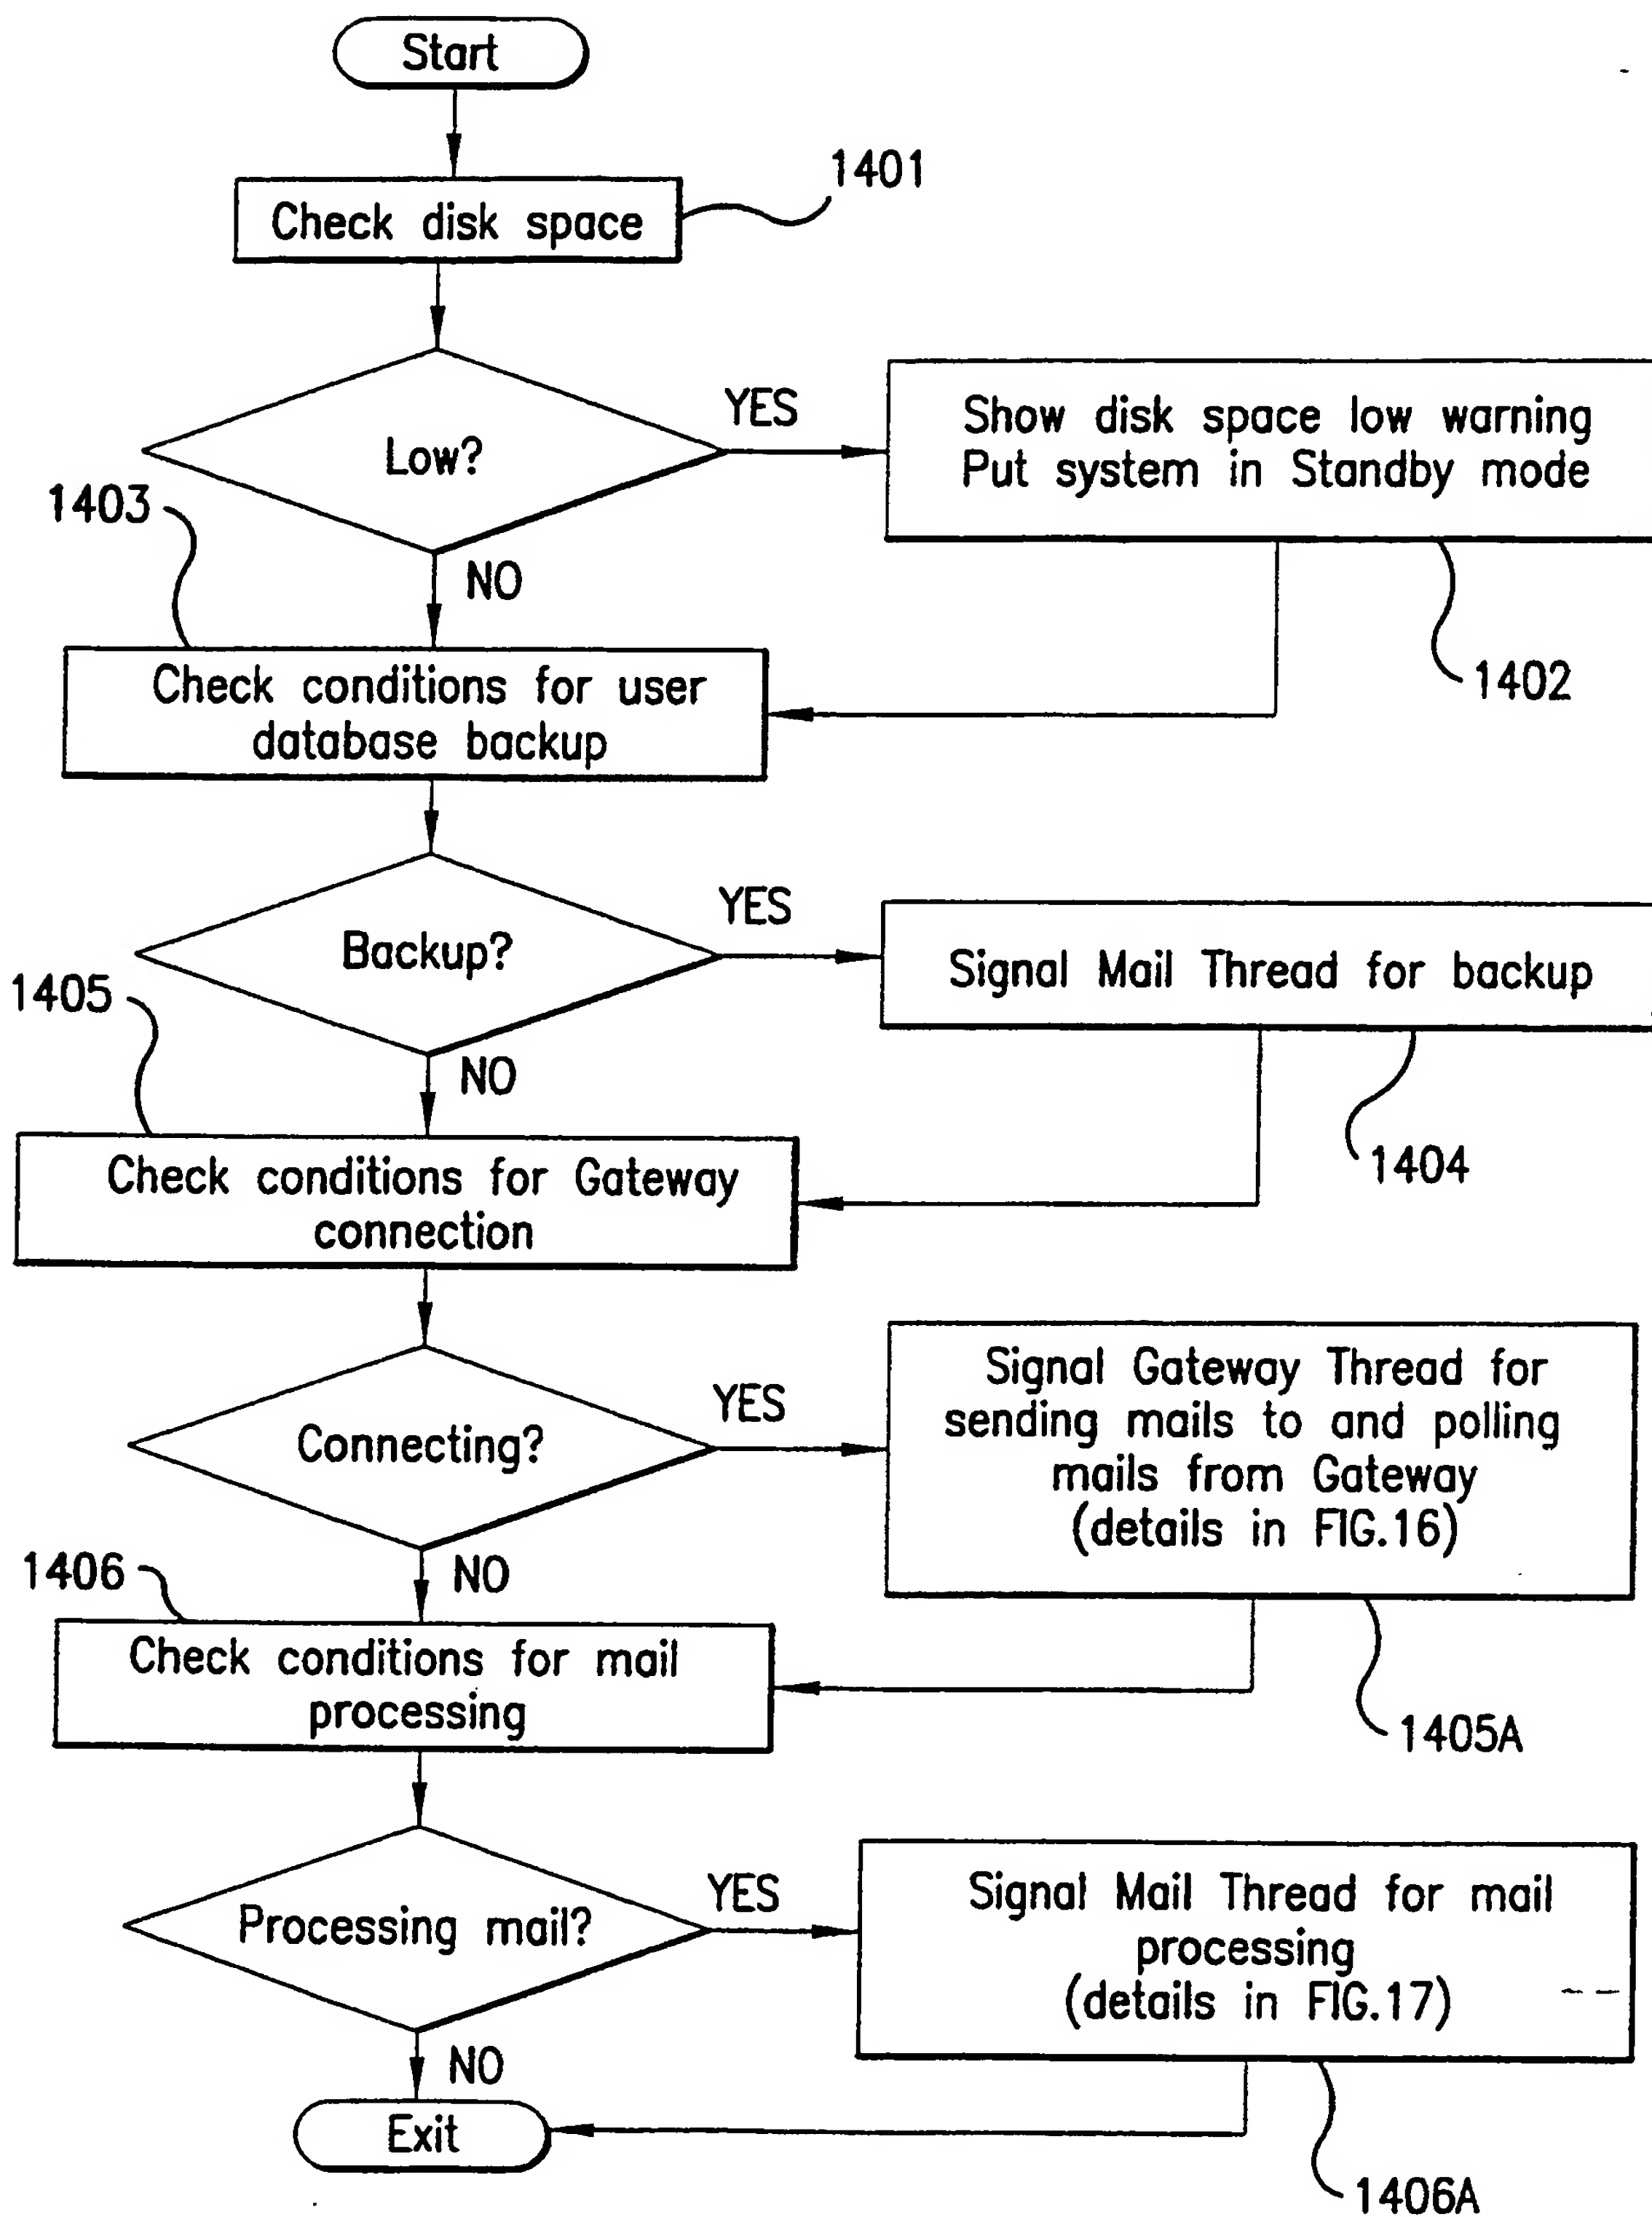 Start
1401
Check disk space
Low?
YES
Show disk space low warning
Put system in Standby mode
1402
1403
NO
Check conditions for user
database backup
Backup?
YES
Signal Mail Thread for backup
1404
1405
NO
Check conditions for Gateway
connection
Connecting?
YES
Signal Gateway Thread for
sending mails to and polling
mails from Gateway
(details in FIG.16)
1405A
1406
NO
Check conditions for mail
processing
Processing mail?
YES
Signal Mail Thread for mail
processing
(details in FIG.17)
1406A
NO
Exit